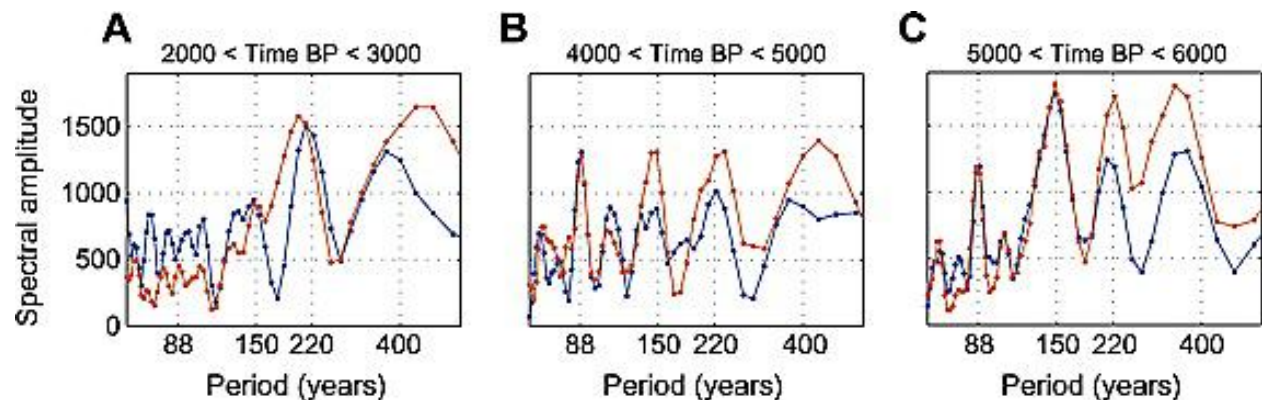 A B C
2000 < Time BP < 3000 4000 < Time BP < 5000 5000 < Time BP < 6000
Spectral amplitude
1500
1000
500
0
88 150 220 400 88 150 220 400 88 150 220 400
Period (years) Period (years) Period (years)